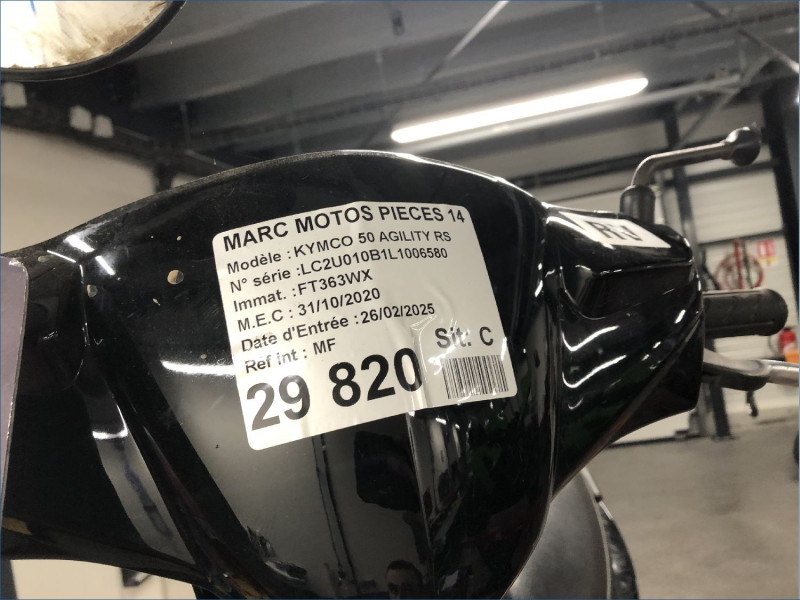 MARC MOTOS PIECES 14
Modèle : KYMCO 50 AGILITY RS
N° série :LC2U010B1L1006580
Immat. :FT363WX
M.E.C : 31/10/2020
Date d'Entrée :26/02/2025
Ref int : MF
Sit: C
29 820